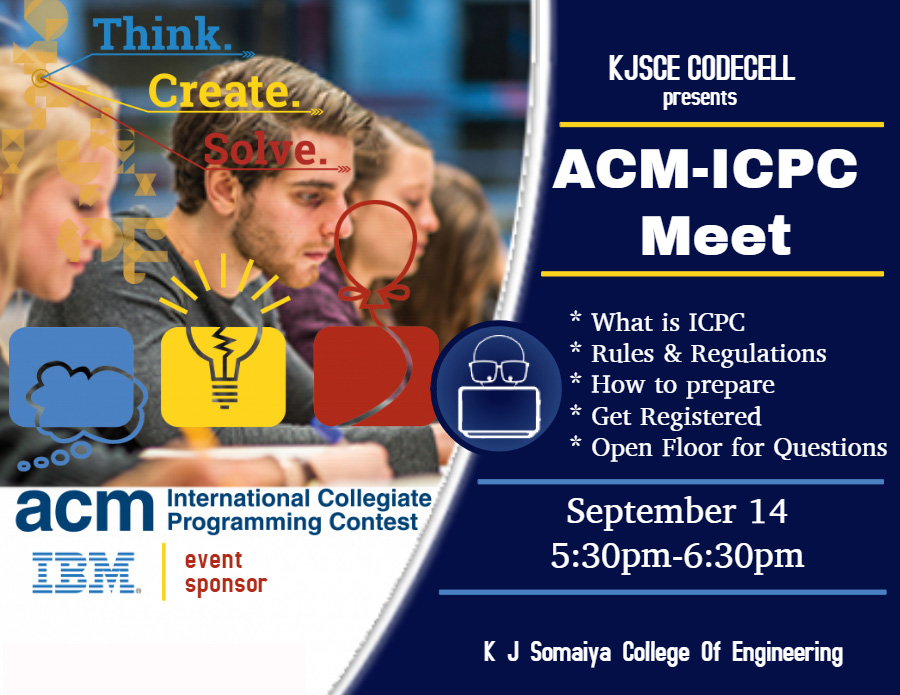 Think.
Create.
Solve.
acm International Collegiate
Programming Contest
IBM®
event
sponsor
KJSCE CODECELL
presents
ACM-ICPC
Meet
* What is ICPC
* Rules & Regulations
* How to prepare
* Get Registered
* Open Floor for Questions
September 14
5:30pm-6:30pm
K J Somaiya College Of Engineering